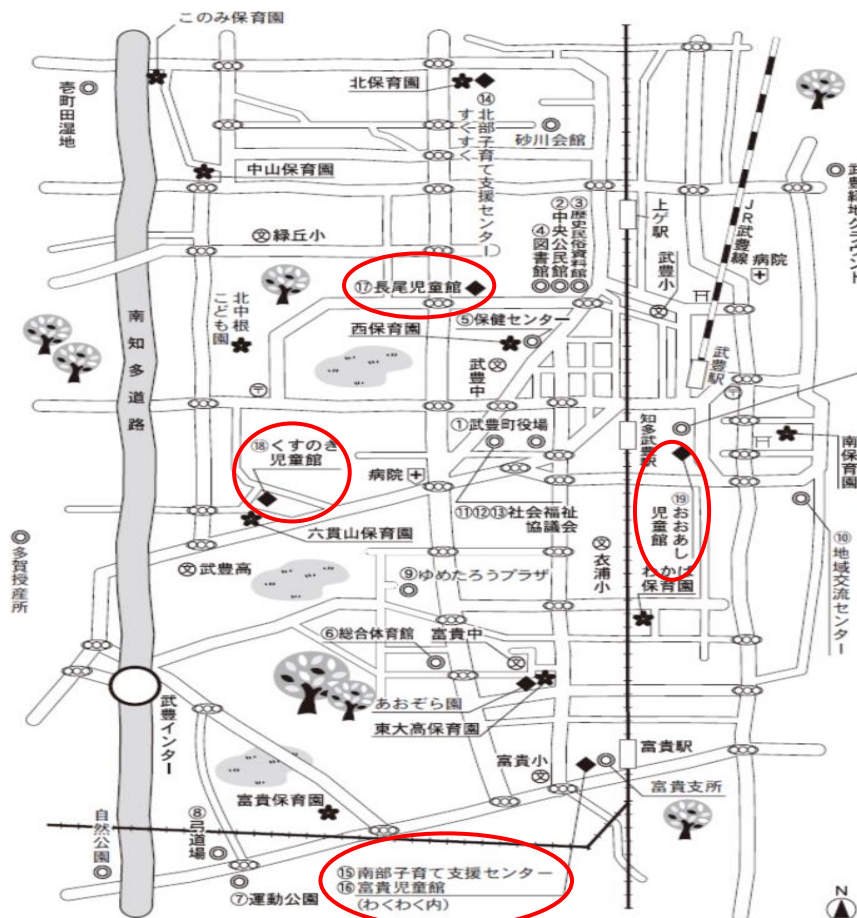 このみ保育園
壱町田湿地
北保育園
⑭北部子育て支援センター
すくすく
砂川会館
中山保育園
②中央公民館
③歴史民俗資料館
④図書館
上ゲ駅
JR武豊線
武豊緑地グラウンド
文緑丘小
武豊小
文
病院
⑰長尾児童館
北中根こども園
⑤保健センター
西保育園
武豊中
文
武豊駅
〒
〒
南知多道路
①武豊町役場
知多武豊駅
南保育園
⑱くすのき
児童館
病院
⑪⑫⑬社会福祉
協議会
⑲おおあし
児童館
六貫山保育園
多賀授産所
文武豊高
文
衣浦小
⑩地域交流センター
⑨ゆめたろうプラザ
わかば
保育園
⑥総合体育館
富貴中
文
あおぞら園
東大高保育園
武豊インター
富貴小
文
富貴駅
富貴支所
富貴保育園
自然公園
⑧弓道場
⑦運動公園
⑮南部子育て支援センター
⑯富貴児童館
(わくわく内)
N